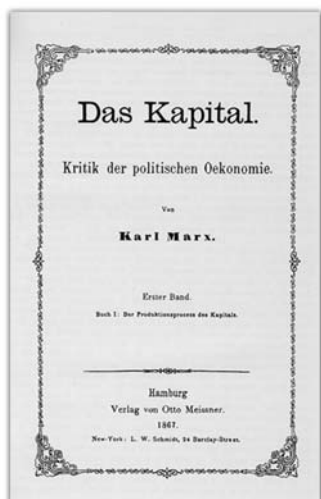 Das Kapital.
Kritik der politischen Oekonomie.
Von
Karl Marx.
Erster Band.
Buch I: Der Produktionsprocess des Kapitals.
Hamburg
Verlag von Otto Meissner.
1867.
New-York: L. W. Schmidt, 24 Barclay-Street.